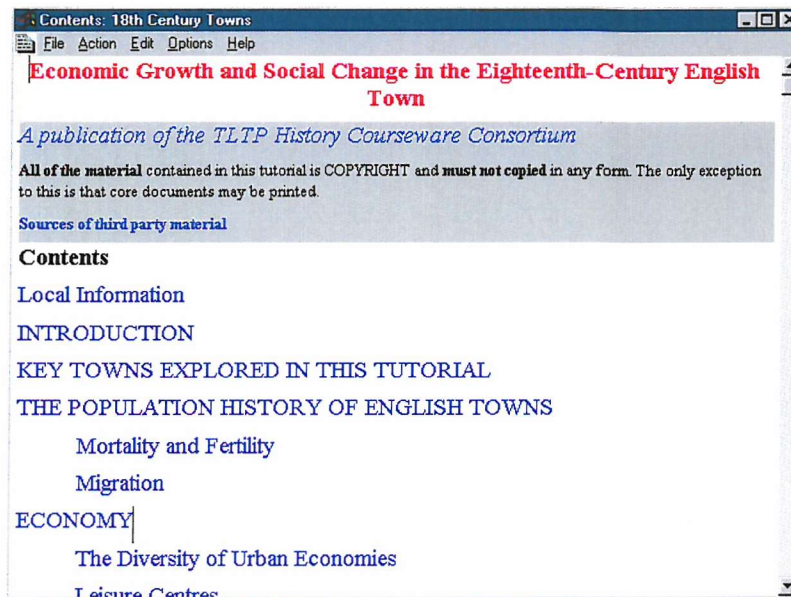 Contents: 18th Century Towns
File Action Edit Options Help
Economic Growth and Social Change in the Eighteenth-Century English
Town
A publication of the TLTP History Courseware Consortium
All of the material contained in this tutorial is COPYRIGHT and must not copied in any form. The only exception
to this is that core documents may be printed.
Sources of third party material
Contents
Local Information
INTRODUCTION
KEY TOWNS EXPLORED IN THIS TUTORIAL
THE POPULATION HISTORY OF ENGLISH TOWNS
Mortality and Fertility
Migration
ECONOMY
The Diversity of Urban Economies
Leisure Centres